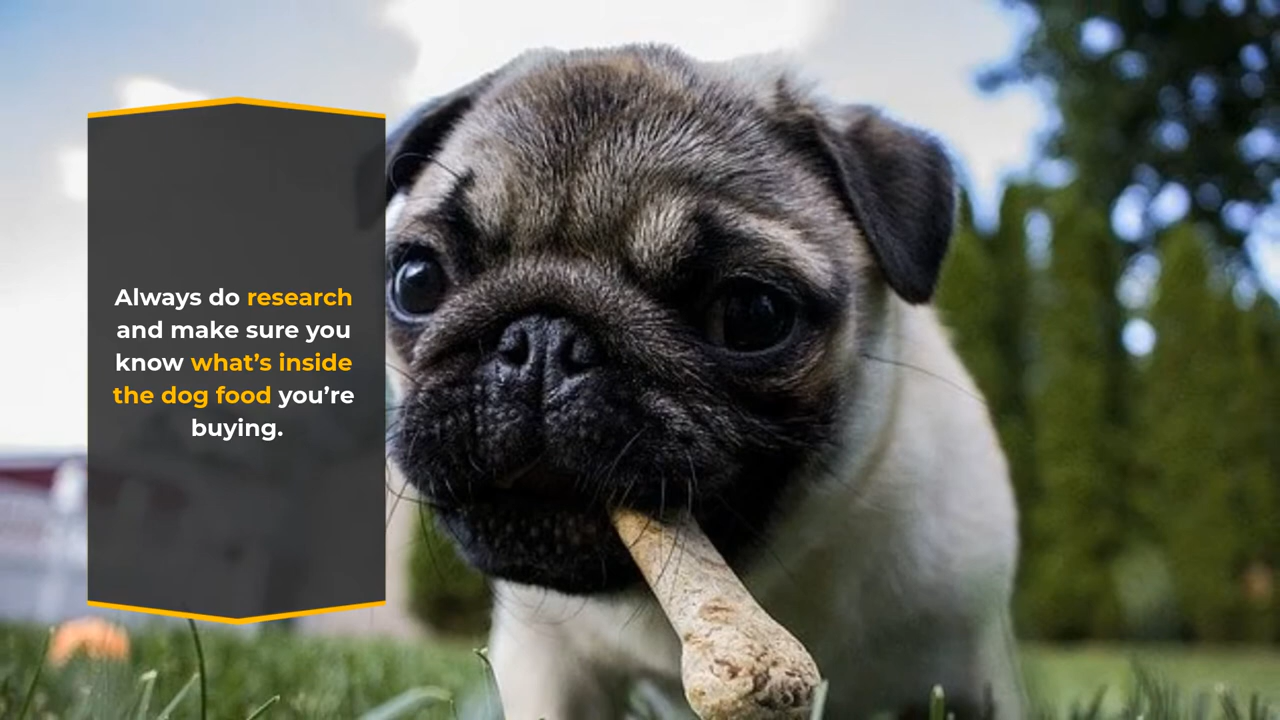 Always do research
and make sure you
know what’s inside
the dog food you’re
buying.